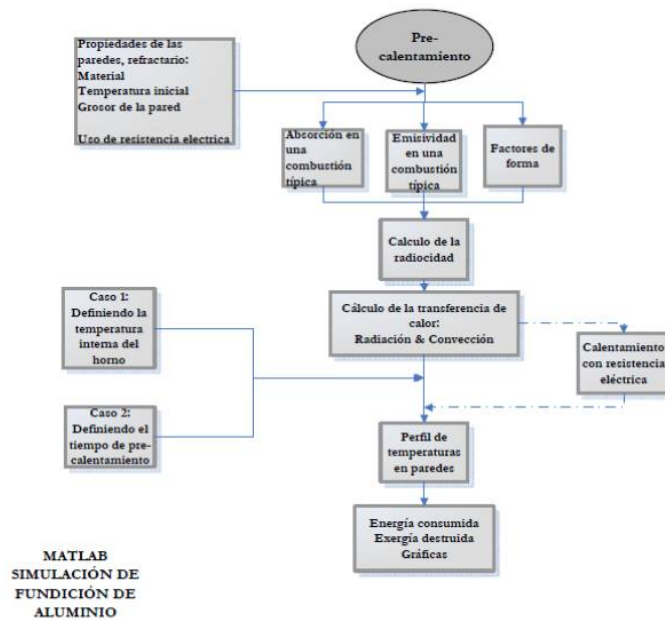 Propiedades de las
paredes, refractario:
Material
Temperatura inicial
Grosor de la pared
Uso de resistencia electrica
Pre-
calentamiento
Absorción en
una
combustión
típica
Emisividad
en una
combustión
típica
Factores de
forma
Calculo de la
radiocidad
Caso 1:
Definiendo la
temperatura
interna del
horno
Cálculo de la transferencia de
calor:
Radiación & Convección
Calentamiento
con resistencia
eléctrica
Caso 2:
Definiendo el
tiempo de pre-
calentamiento
Perfil de
temperaturas
en paredes
Energía consumida
Exergía destruida
Gráficas
MATLAB
SIMULACIÓN DE
FUNDICIÓN DE
ALUMINIO